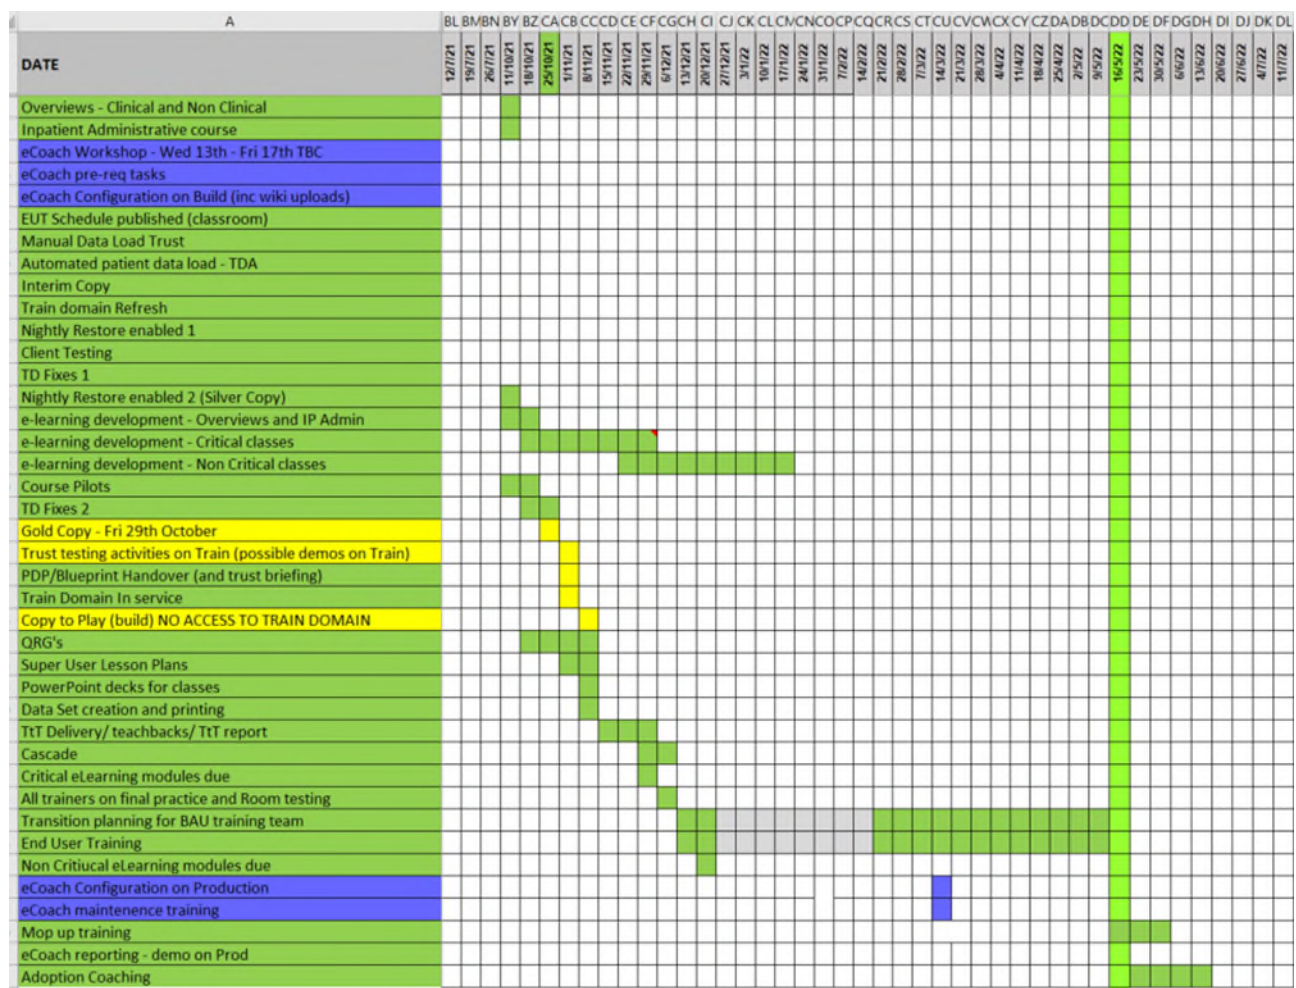 A BL BM BN BY BZ CA CB CC CD CE CF CG CH CI CJ CK CL CM CN CO CP CQ CR CS CT CU CV CW CX CY CZ DA DB DC DD DE DF DG DH DI DJ DK DL
DATE 12/7/21 19/7/21 26/7/21 11/10/21 18/10/21 25/10/21 1/11/21 8/11/21 15/11/21 22/11/21 29/11/21 6/12/21 13/12/21 20/12/21 27/12/21 3/1/22 10/1/22 17/1/22 24/1/22 31/1/22 7/2/22 14/2/22 21/2/22 28/2/22 7/3/22 14/3/22 21/3/22 28/3/22 4/4/22 11/4/22 18/4/22 25/4/22 2/5/22 9/5/22 16/5/22 23/5/22 30/5/22 6/6/22 13/6/22 20/6/22 27/6/22 4/7/22 11/7/22
Overviews - Clinical and Non Clinical
Inpatient Administrative course
eCoach Workshop - Wed 13th - Fri 17th TBC
eCoach pre-req tasks
eCoach Configuration on Build (inc wiki uploads)
EUT Schedule published (classroom)
Manual Data Load Trust
Automated patient data load - TDA
Interim Copy
Train domain Refresh
Nightly Restore enabled 1
Client Testing
TD Fixes 1
Nightly Restore enabled 2 (Silver Copy)
e-learning development - Overviews and IP Admin
e-learning development - Critical classes
e-learning development - Non Critical classes
Course Pilots
TD Fixes 2
Gold Copy - Fri 29th October
Trust testing activities on Train (possible demos on Train)
PDP/Blueprint Handover (and trust briefing)
Train Domain In service
Copy to Play (build) NO ACCESS TO TRAIN DOMAIN
QRG's
Super User Lesson Plans
PowerPoint decks for classes
Data Set creation and printing
TtT Delivery/ teachbacks/ TtT report
Cascade
Critical eLearning modules due
All trainers on final practice and Room testing
Transition planning for BAU training team
End User Training
Non Critiucal eLearning modules due
eCoach Configuration on Production
eCoach maintenence training
Mop up training
eCoach reporting - demo on Prod
Adoption Coaching